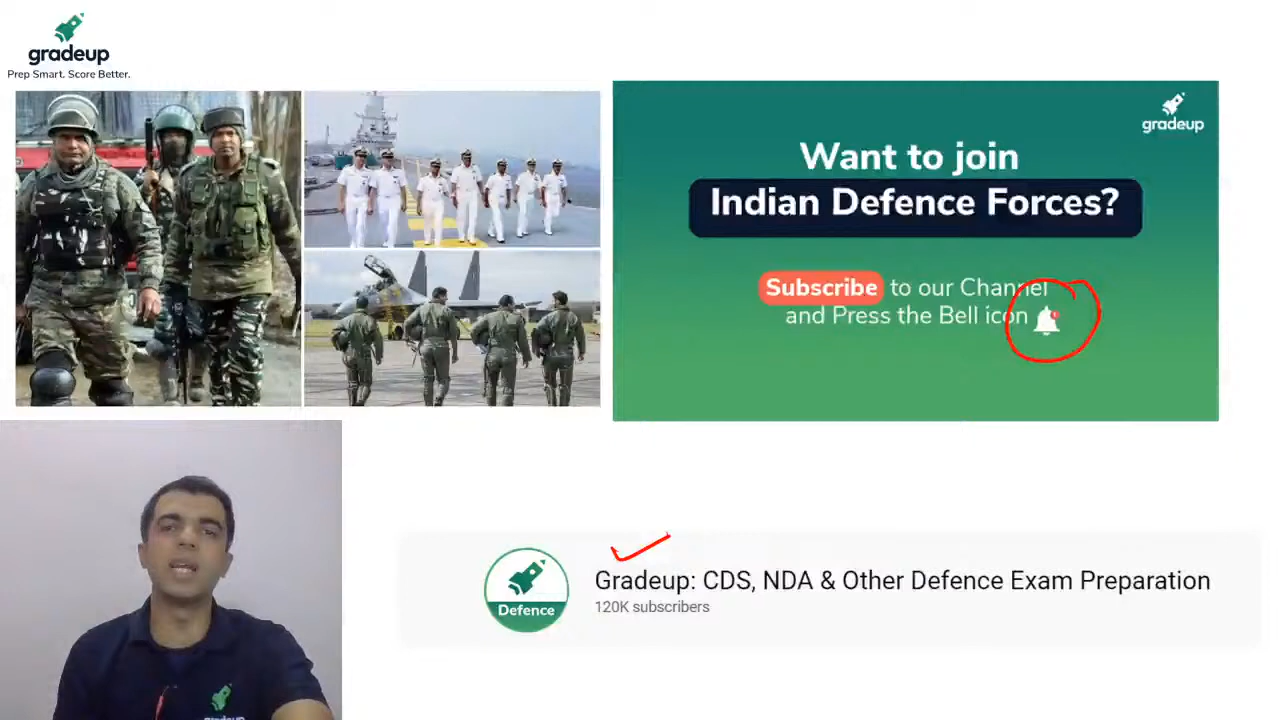 gradeup
Prep Smart. Score Better.
gradeup
Want to join
Indian Defence Forces?
Subscribe to our Channel
and Press the Bell icon
Defence
Gradeup: CDS, NDA & Other Defence Exam Preparation
120K subscribers
gradeup